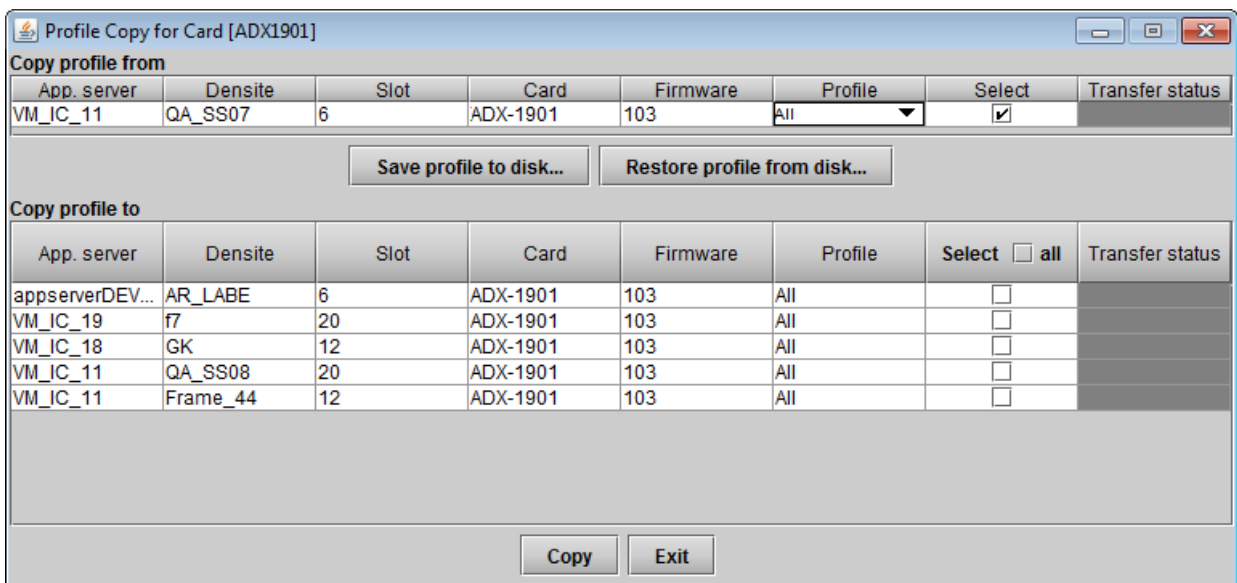 Profile Copy for Card [ADX1901]
Copy profile from
App. server Densite Slot Card Firmware Profile Select Transfer status
VM_IC_11 QA_SS07 6 ADX-1901 103 All
Save profile to disk... Restore profile from disk...
Copy profile to
App. server Densite Slot Card Firmware Profile Select all Transfer status
appserverDEV... AR_LABE 6 ADX-1901 103 All
VM_IC_19 f7 20 ADX-1901 103 All
VM_IC_18 GK 12 ADX-1901 103 All
VM_IC_11 QA_SS08 20 ADX-1901 103 All
VM_IC_11 Frame_44 12 ADX-1901 103 All
Copy Exit